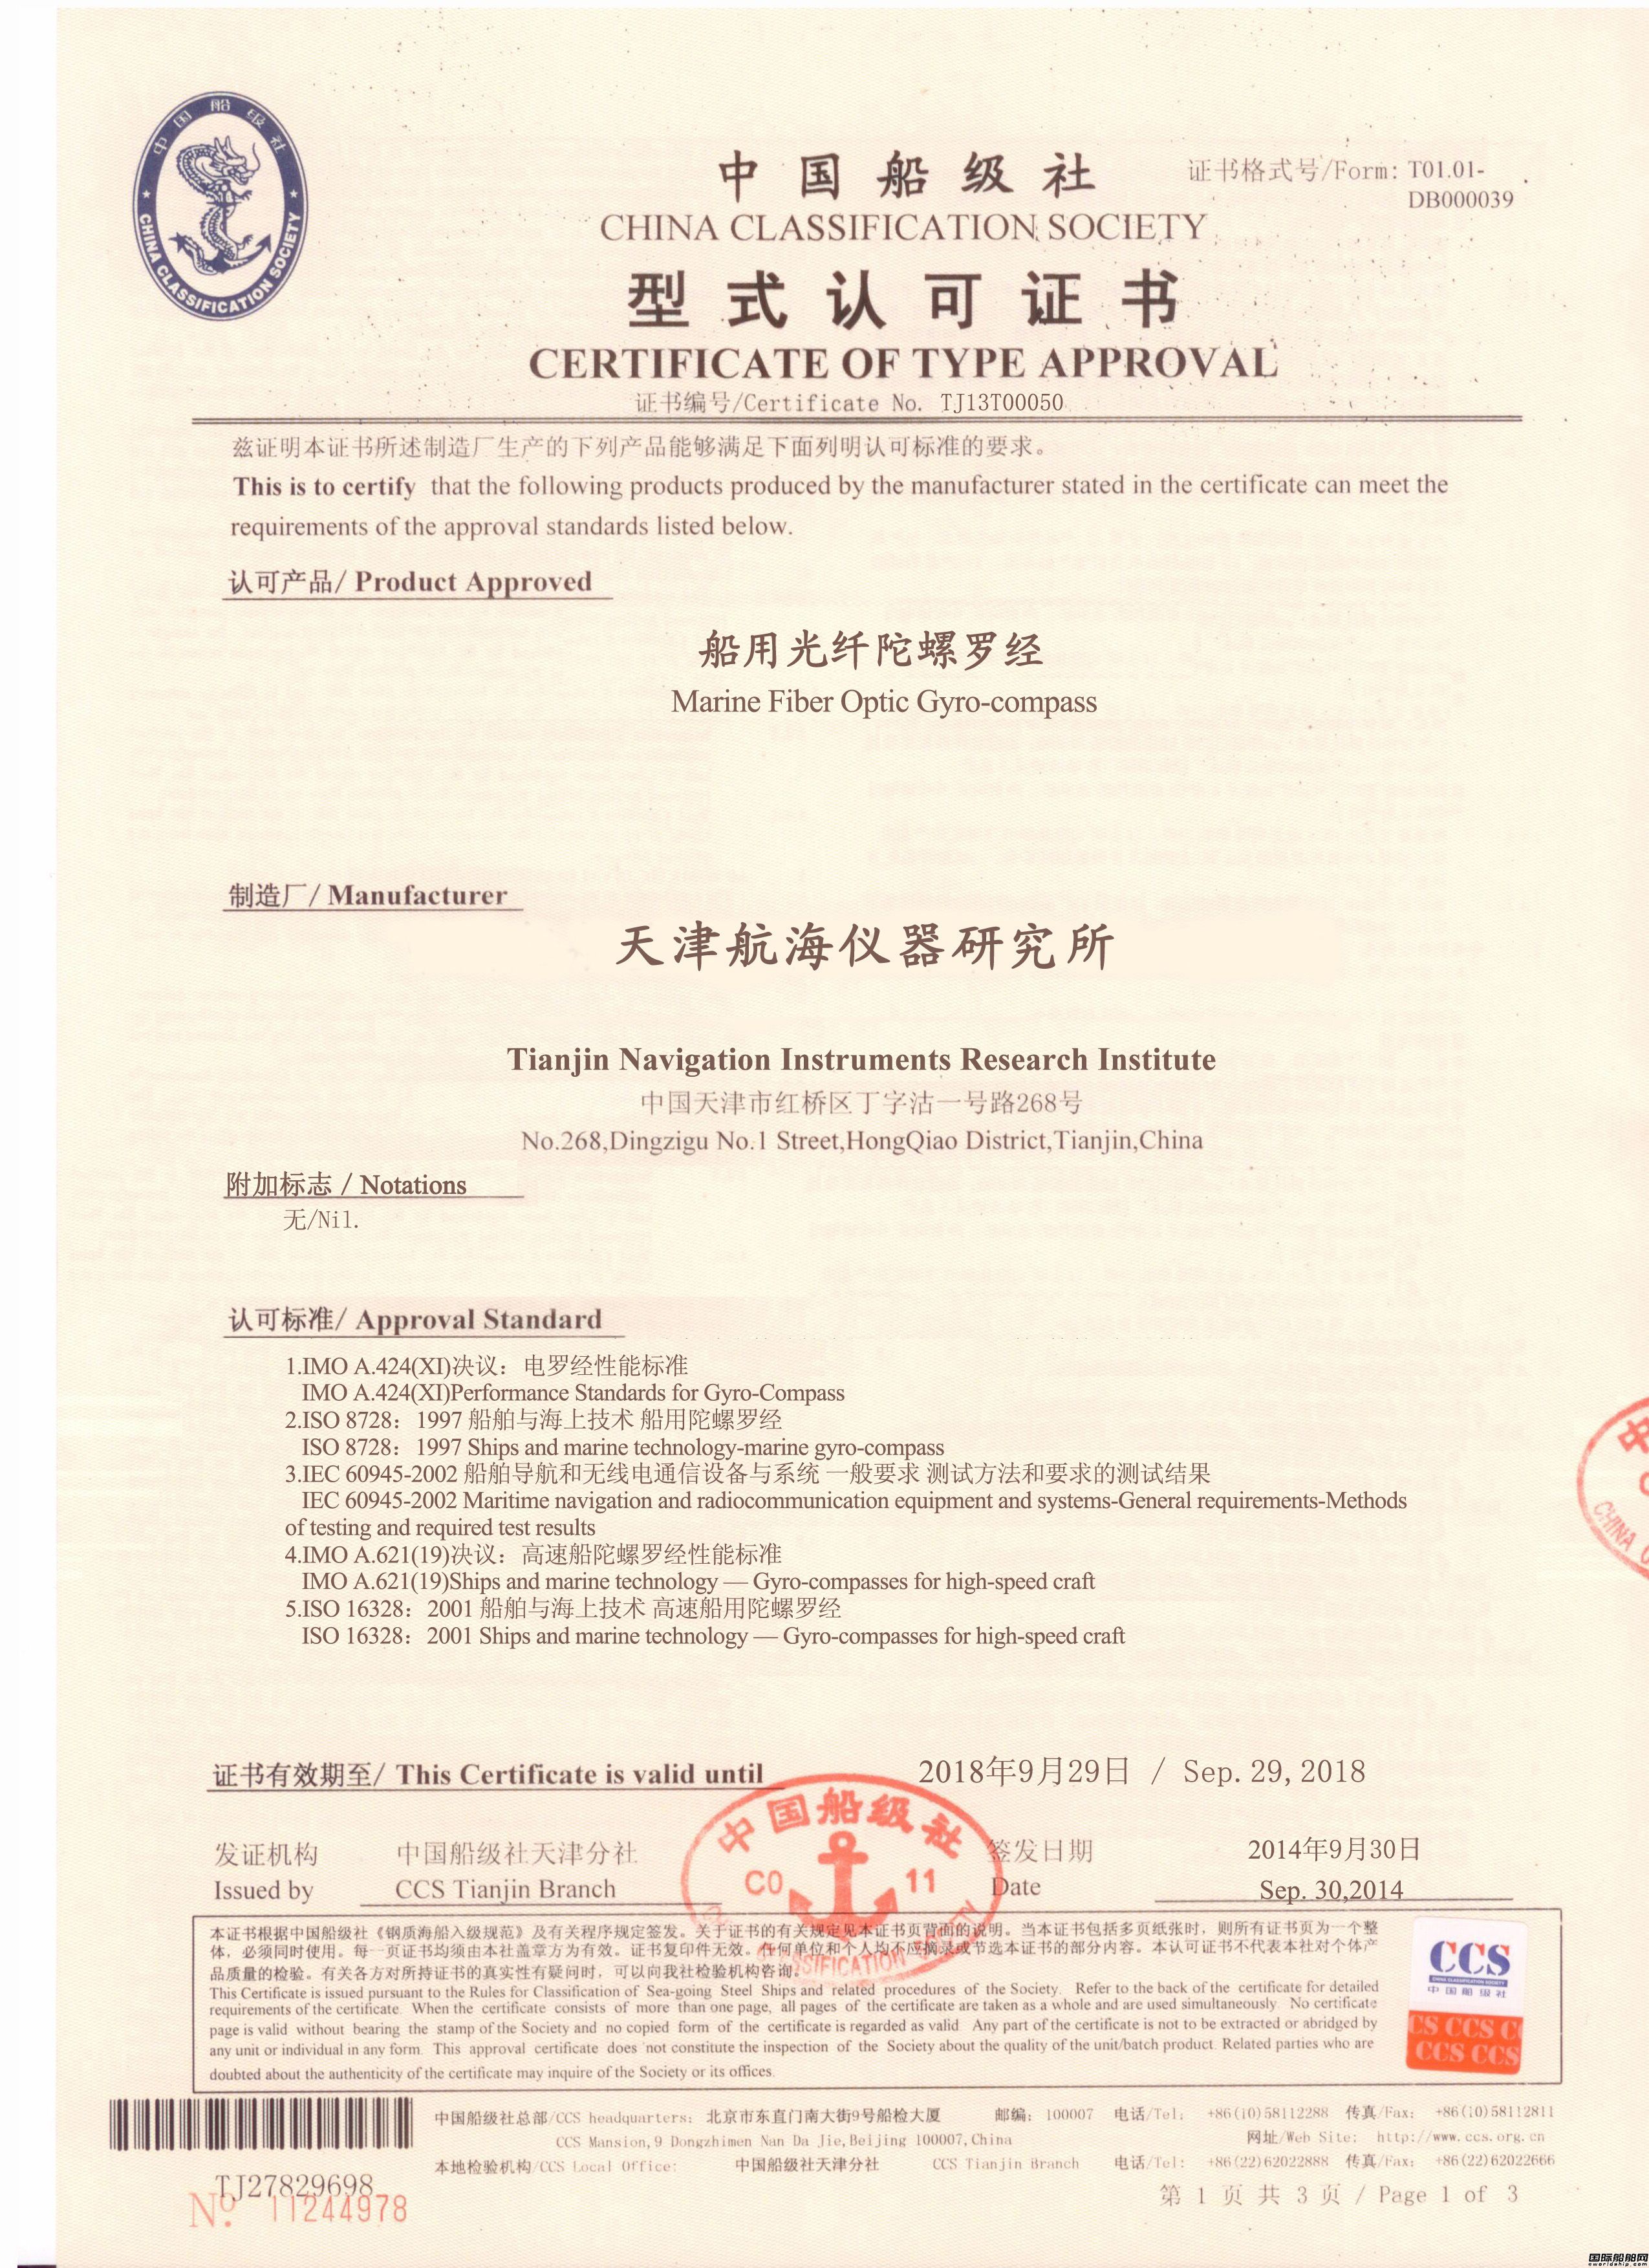 中国船级社
CHINA CLASSIFICATION SOCIETY
中国船级社
CHINA CLASSIFICATION SOCIETY
证书格式号/Form: T01.01-
DB000039
型式认可证书
CERTIFICATE OF TYPE APPROVAL
证书编号/Certificate No. TJ13T00050
兹证明本证书所述制造厂生产的下列产品能够满足下面列明认可标准的要求。
This is to certify that the following products produced by the manufacturer stated in the certificate can meet the
requirements of the approval standards listed below.
认可产品/ Product Approved
船用光纤陀螺罗经
Marine Fiber Optic Gyro-compass
制造厂/ Manufacturer
天津航海仪器研究所
Tianjin Navigation Instruments Research Institute
中国天津市红桥区丁字沽一号路268号
No.268,Dingzigu No.1 Street,HongQiao District,Tianjin,China
附加标志 / Notations
无/Nil.
认可标准/ Approval Standard
1.IMO A.424(XI)决议：电罗经性能标准
IMO A.424(XI)Performance Standards for Gyro-Compass
2.ISO 8728：1997 船舶与海上技术 船用陀螺罗经
ISO 8728：1997 Ships and marine technology-marine gyro-compass
3.IEC 60945-2002 船舶导航和无线电通信设备与系统 一般要求 测试方法和要求的测试结果
IEC 60945-2002 Maritime navigation and radiocommunication equipment and systems-General requirements-Methods
of testing and required test results
4.IMO A.621(19)决议：高速船陀螺罗经性能标准
IMO A.621(19)Ships and marine technology — Gyro-compasses for high-speed craft
5.ISO 16328：2001 船舶与海上技术 高速船用陀螺罗经
ISO 16328：2001 Ships and marine technology — Gyro-compasses for high-speed craft
中
CHINA
证书有效期至/ This Certificate is valid until 2018年9月29日 / Sep. 29, 2018
中国船级社
CO 11
SSIFICATION
发证机构 中国船级社天津分社 签发日期 2014年9月30日
Issued by CCS Tianjin Branch Date Sep. 30,2014
本证书根据中国船级社《钢质海船入级规范》及有关程序规定签发。关于证书的有关规定见本证书页背面的说明。当本证书包括多页纸张时，则所有证书页为一个整
体，必须同时使用。每一页证书均须由本社盖章方为有效。证书复印件无效。任何单位和个人均不应摘录或节选本证书的部分内容。本认可证书不代表本社对个体产
品质量的检验。有关各方对所持证书的真实性有疑问时，可以向我社检验机构咨询。
This Certificate is issued pursuant to the Rules for Classification of Sea-going Steel Ships and related procedures of the Society. Refer to the back of the certificate for detailed
requirements of the certificate. When the certificate consists of more than one page, all pages of the certificate are taken as a whole and are used simultaneously. No certificate
page is valid without bearing the stamp of the Society and no copied form of the certificate is regarded as valid. Any part of the certificate is not to be extracted or abridged by
any unit or individual in any form. This approval certificate does not constitute the inspection of the Society about the quality of the unit/batch product. Related parties who are
doubted about the authenticity of the certificate may inquire of the Society or its offices.
CCS
CHINA CLASSIFICATION SOCIETY
中国船级社
CS CCS C
CCS CCS
中国船级社总部/CCS headquarters: 北京市东直门南大街9号船检大厦 邮编: 100007 电话/Tel: +86(10)58112288 传真/Fax: +86(10)58112811
CCS Mansion,9 Dongzhimen Nan Da Jie,Beijing 100007,China 网址/Web Site: http://www.ccs.org.cn
本地检验机构/CCS Local Office: 中国船级社天津分社 CCS Tianjin Branch 电话/Tel: +86(22)62022888 传真/Fax: +86(22)62022666
TJ27829698
№ 11244978
第 1 页 共 3 页 / Page 1 of 3
国际船舶网
eworldship.com